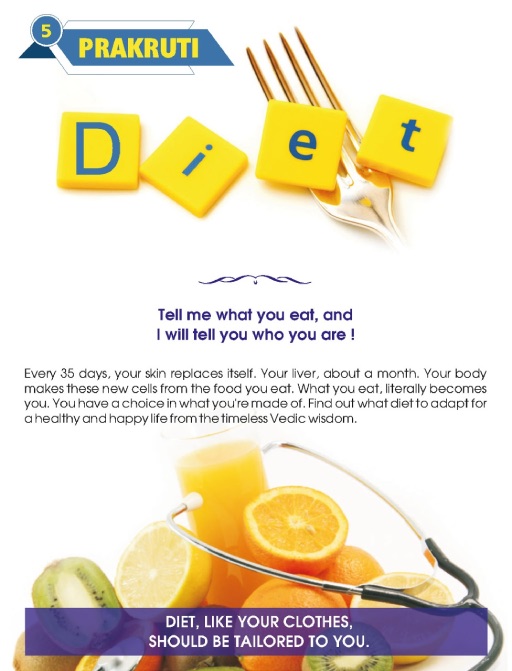 5
PRAKRUTI
Diet
Tell me what you eat, and
I will tell you who you are !
Every 35 days, your skin replaces itself. Your liver, about a month. Your body
makes these new cells from the food you eat. What you eat, literally becomes
you. You have a choice in what you're made of. Find out what diet to adapt for
a healthy and happy life from the timeless Vedic wisdom.
DIET, LIKE YOUR CLOTHES,
SHOULD BE TAILORED TO YOU.